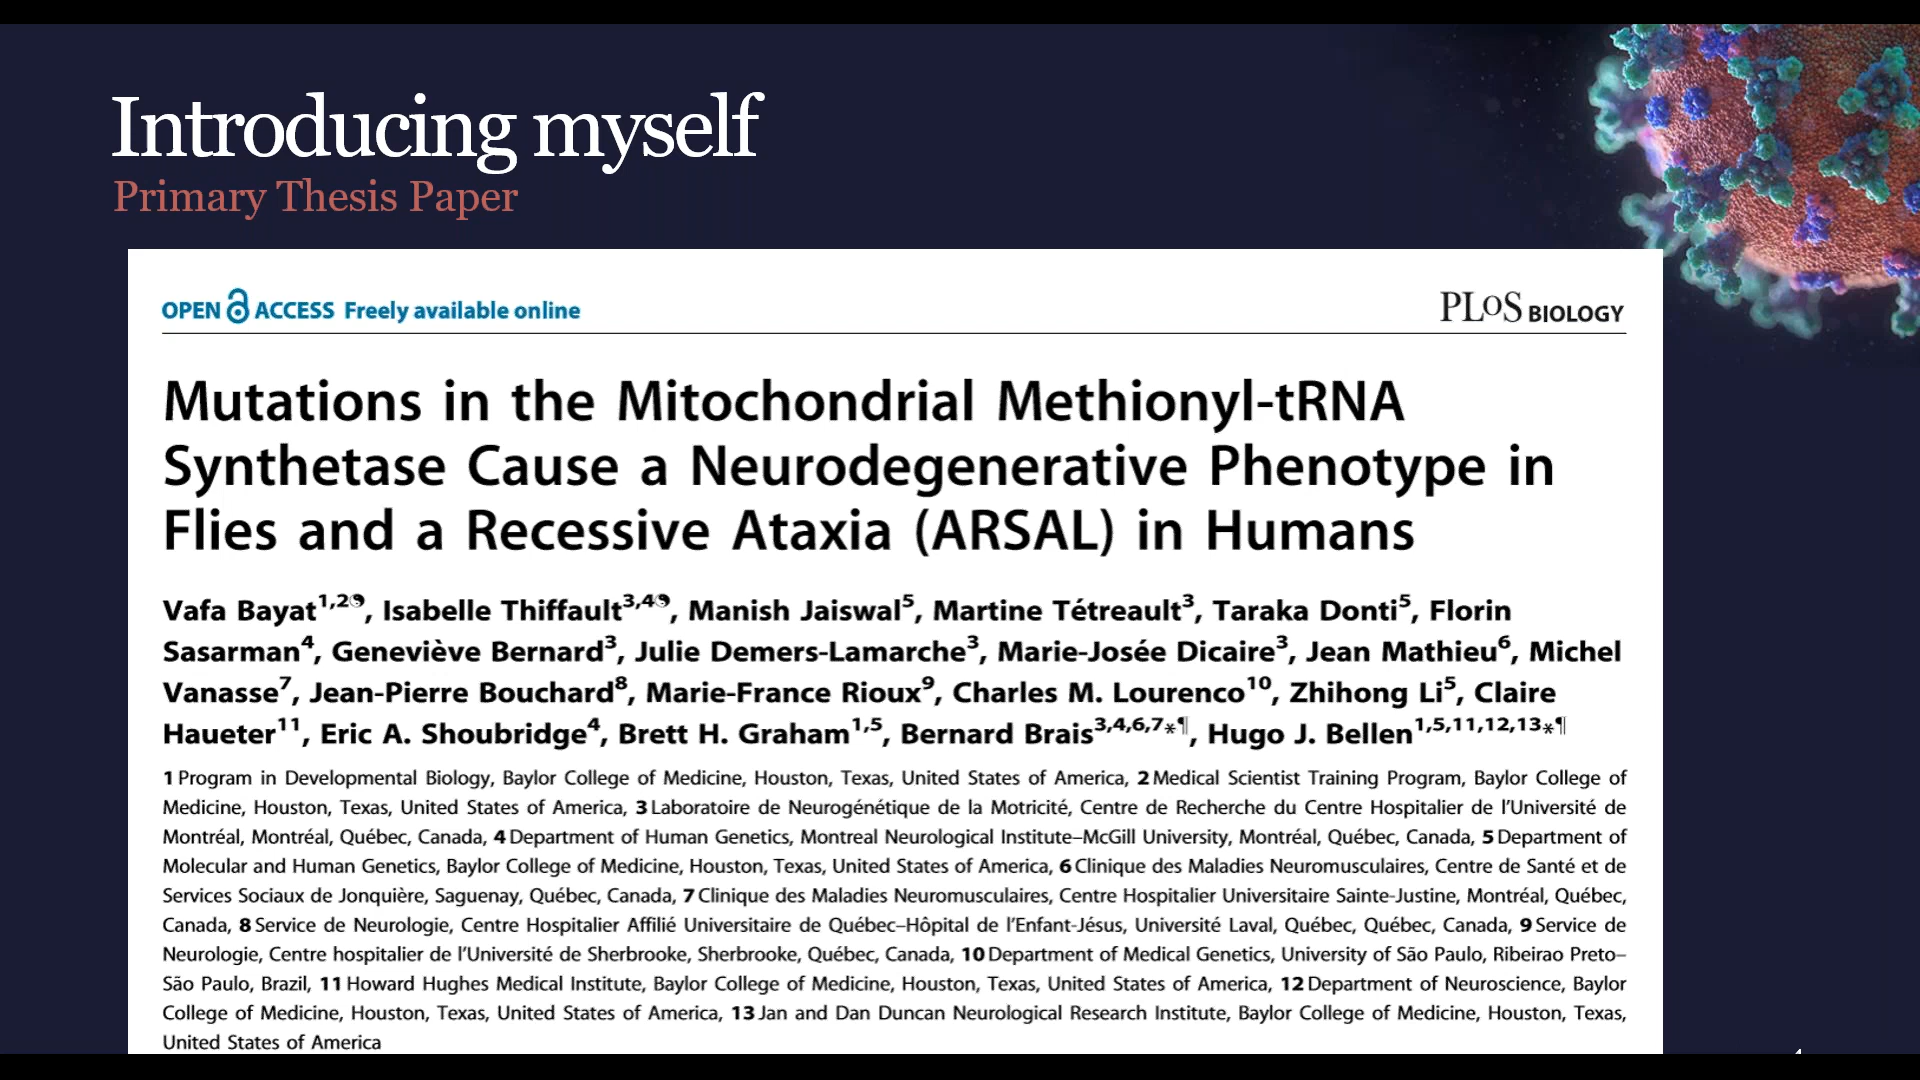 Introducing myself
Primary Thesis Paper
OPEN ACCESS Freely available online
PLoS BIOLOGY
Mutations in the Mitochondrial Methionyl-tRNA
Synthetase Cause a Neurodegenerative Phenotype in
Flies and a Recessive Ataxia (ARSAL) in Humans
Vafa Bayat1,2☯, Isabelle Thiffault3,4☯, Manish Jaiswal5, Martine Tétreault3, Taraka Donti5, Florin
Sasarman4, Geneviève Bernard3, Julie Demers-Lamarche3, Marie-Josée Dicaire3, Jean Mathieu6, Michel
Vanasse7, Jean-Pierre Bouchard8, Marie-France Rioux9, Charles M. Lourenco10, Zhihong Li5, Claire
Haueter11, Eric A. Shoubridge4, Brett H. Graham1,5, Bernard Brais3,4,6,7*¶, Hugo J. Bellen1,5,11,12,13*¶
1 Program in Developmental Biology, Baylor College of Medicine, Houston, Texas, United States of America, 2 Medical Scientist Training Program, Baylor College of
Medicine, Houston, Texas, United States of America, 3 Laboratoire de Neurogénétique de la Motricité, Centre de Recherche du Centre Hospitalier de l'Université de
Montréal, Montréal, Québec, Canada, 4 Department of Human Genetics, Montreal Neurological Institute–McGill University, Montréal, Québec, Canada, 5 Department of
Molecular and Human Genetics, Baylor College of Medicine, Houston, Texas, United States of America, 6 Clinique des Maladies Neuromusculaires, Centre de Santé et de
Services Sociaux de Jonquière, Saguenay, Québec, Canada, 7 Clinique des Maladies Neuromusculaires, Centre Hospitalier Universitaire Sainte-Justine, Montréal, Québec,
Canada, 8 Service de Neurologie, Centre Hospitalier Affilié Universitaire de Québec–Hôpital de l'Enfant-Jésus, Université Laval, Québec, Québec, Canada, 9 Service de
Neurologie, Centre hospitalier de l'Université de Sherbrooke, Sherbrooke, Québec, Canada, 10 Department of Medical Genetics, University of São Paulo, Ribeirao Preto–
São Paulo, Brazil, 11 Howard Hughes Medical Institute, Baylor College of Medicine, Houston, Texas, United States of America, 12 Department of Neuroscience, Baylor
College of Medicine, Houston, Texas, United States of America, 13 Jan and Dan Duncan Neurological Research Institute, Baylor College of Medicine, Houston, Texas,
United States of America